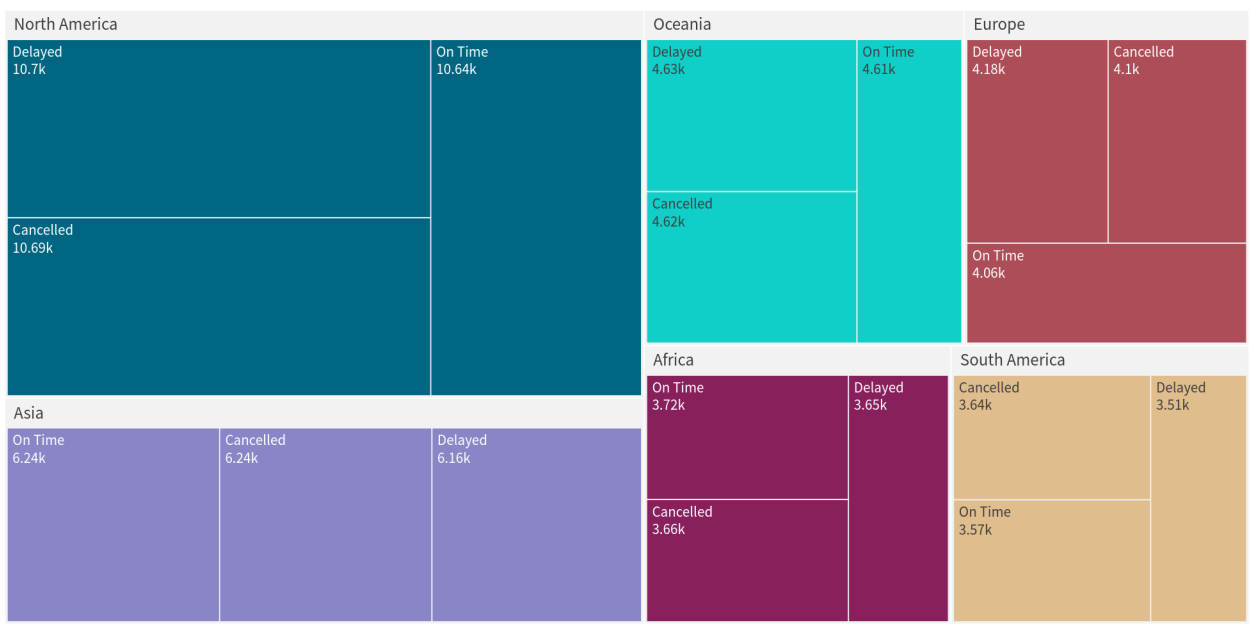 North America
Delayed
10.7k
On Time
10.64k
Cancelled
10.69k
Asia
On Time
6.24k
Cancelled
6.24k
Delayed
6.16k
Oceania
Delayed
4.63k
On Time
4.61k
Cancelled
4.62k
Europe
Delayed
4.18k
Cancelled
4.1k
On Time
4.06k
Africa
On Time
3.72k
Delayed
3.65k
Cancelled
3.66k
South America
Cancelled
3.64k
Delayed
3.51k
On Time
3.57k